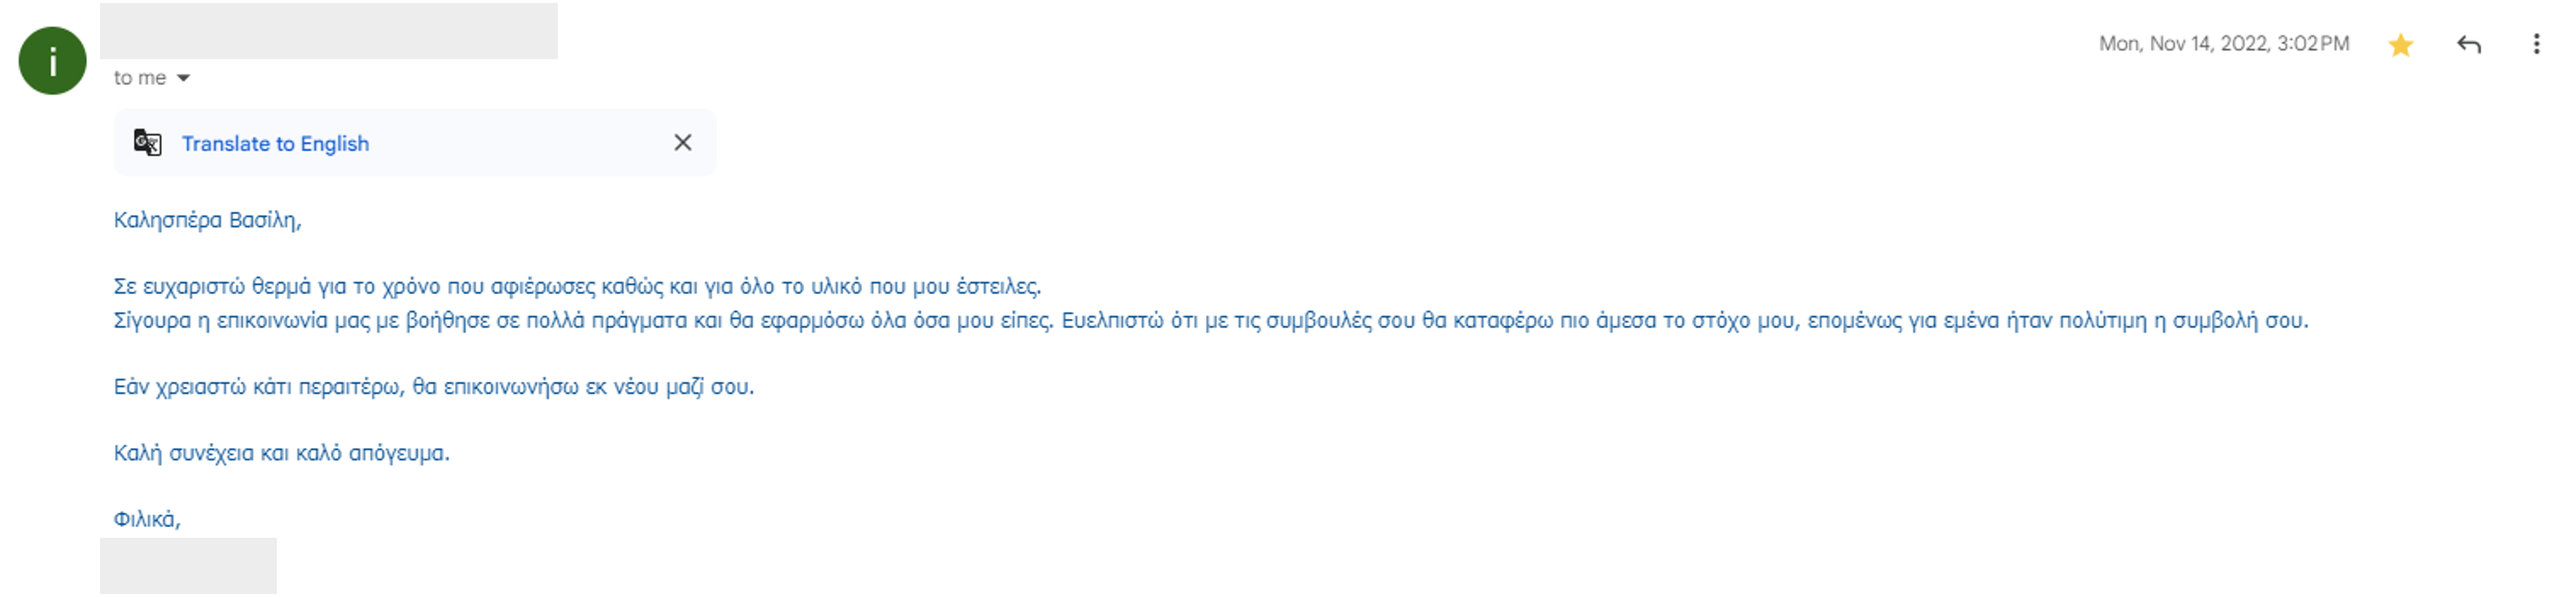 i
Mon, Nov 14, 2022, 3:02 PM
to me
Translate to English
Καλησπέρα Βασίλη,
Σε ευχαριστώ θερμά για το χρόνο που αφιέρωσες καθώς και για όλο το υλικό που μου έστειλες.
Σίγουρα η επικοινωνία μας με βοήθησε σε πολλά πράγματα και θα εφαρμόσω όλα όσα μου είπες. Ευελπιστώ ότι με τις συμβουλές σου θα καταφέρω πιο άμεσα το στόχο μου, επομένως για εμένα ήταν πολύτιμη η συμβολή σου.
Εάν χρειαστώ κάτι περαιτέρω, θα επικοινωνήσω εκ νέου μαζί σου.
Καλή συνέχεια και καλό απόγευμα.
Φιλικά,